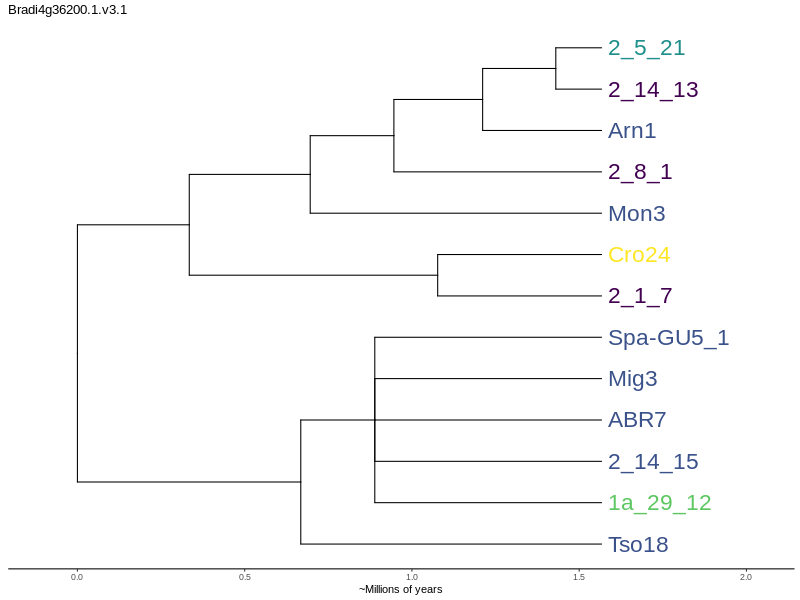 Bradi4g36200.1.v3.1
2_5_21
2_14_13
Arn1
2_8_1
Mon3
Cro24
2_1_7
Spa-GU5_1
Mig3
ABR7
2_14_15
1a_29_12
Tso18
0.0 0.5 1.0 1.5 2.0
~Millions of years